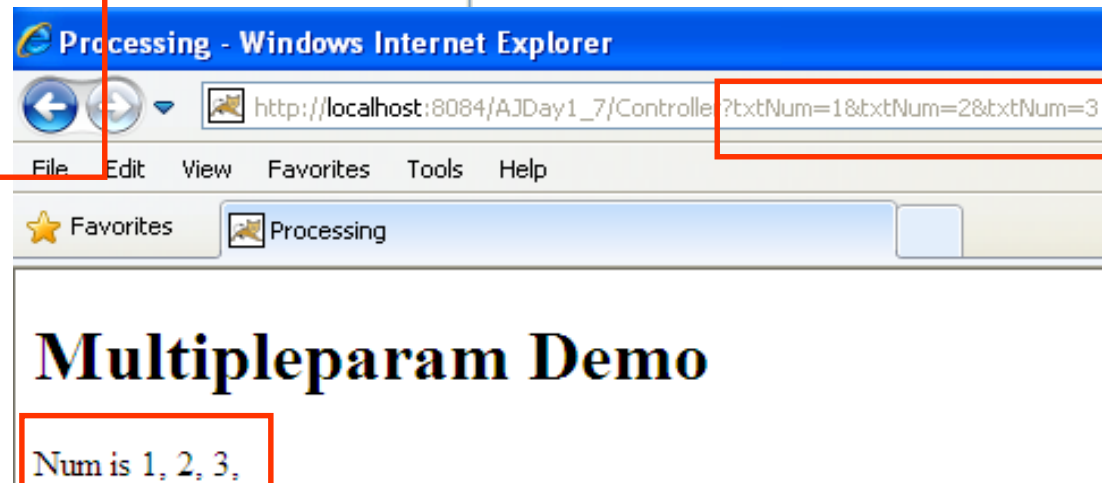 Processing - Windows Internet Explorer
http://localhost:8084/AJDay1_7/Controller?txtNum=1&txtNum=2&txtNum=3
File Edit View Favorites Tools Help
Favorites Processing
Multipleparam Demo
Num is 1, 2, 3,